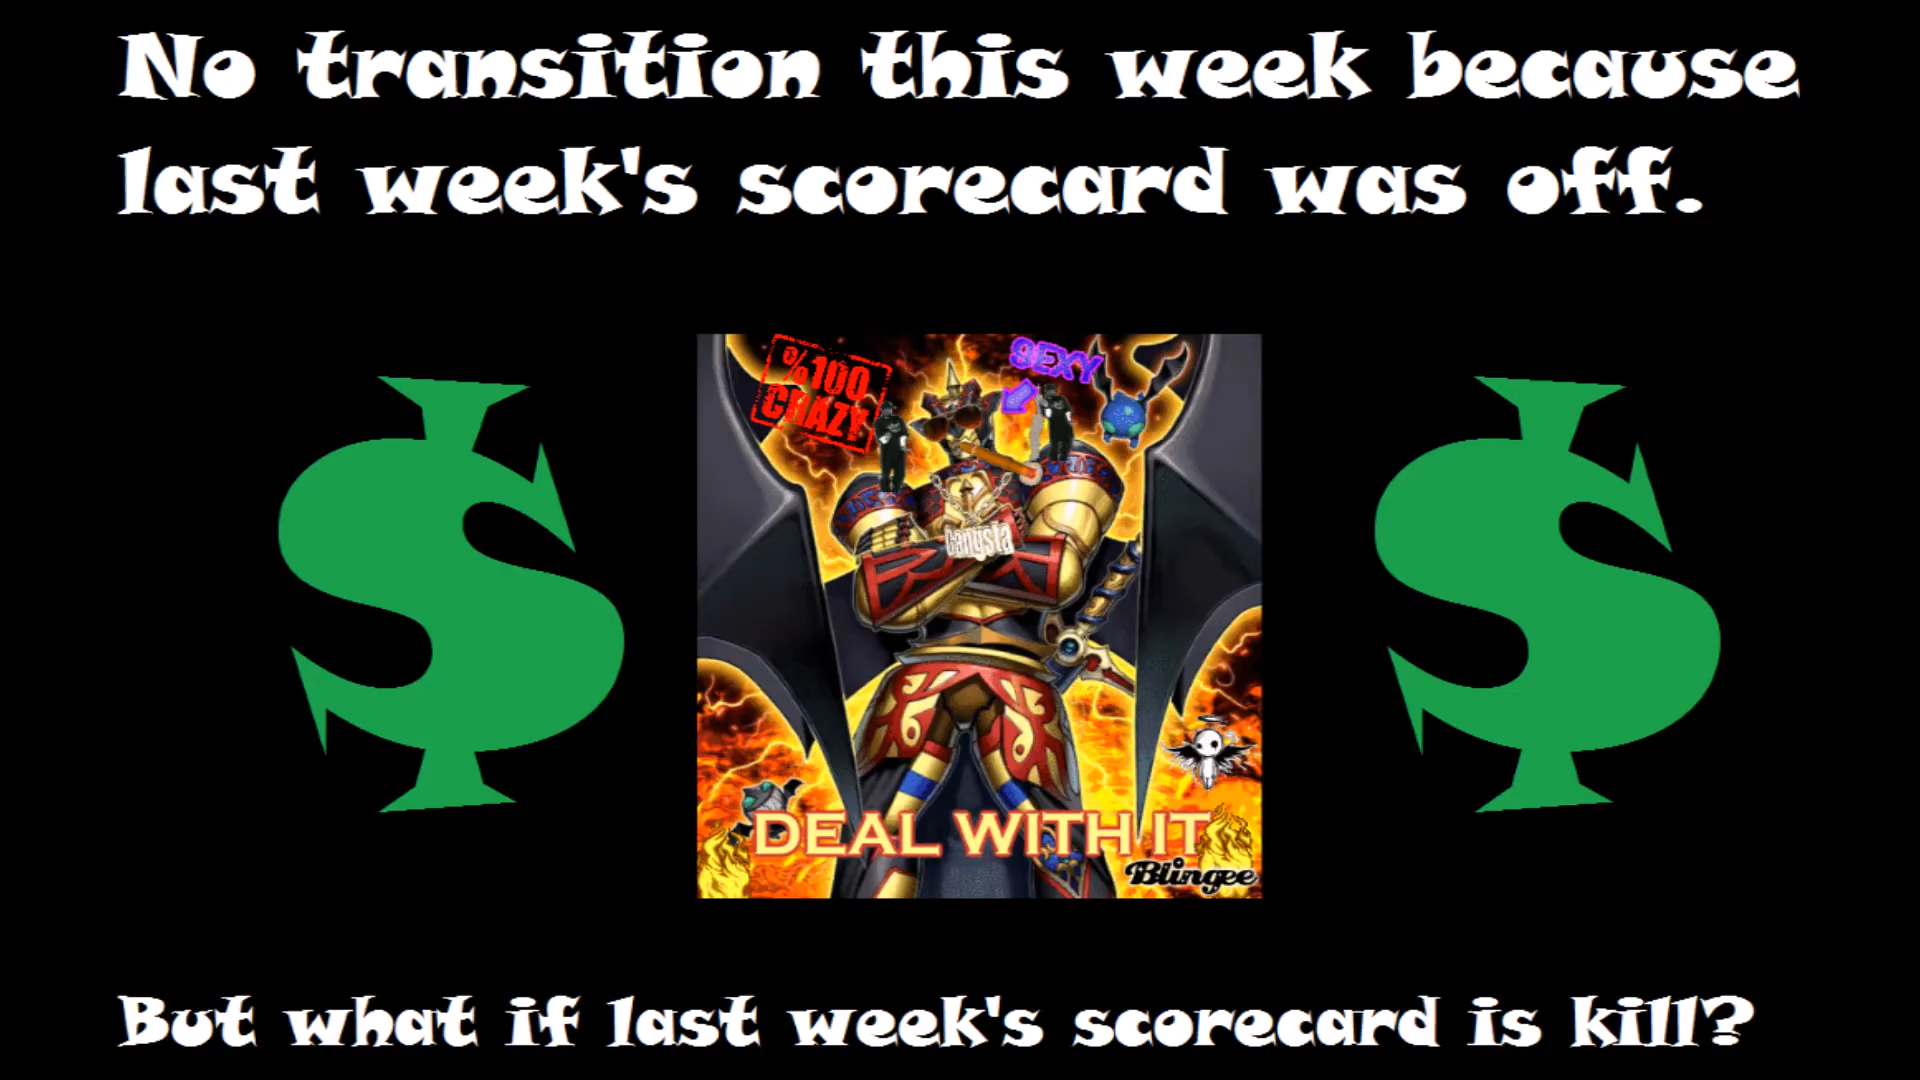 No transition this week because
last week's scorecard was off.
%100
CRAZY
SEXY
Gangsta
DEAL WITH IT
Blingee
But what if last week's scorecard is kill?